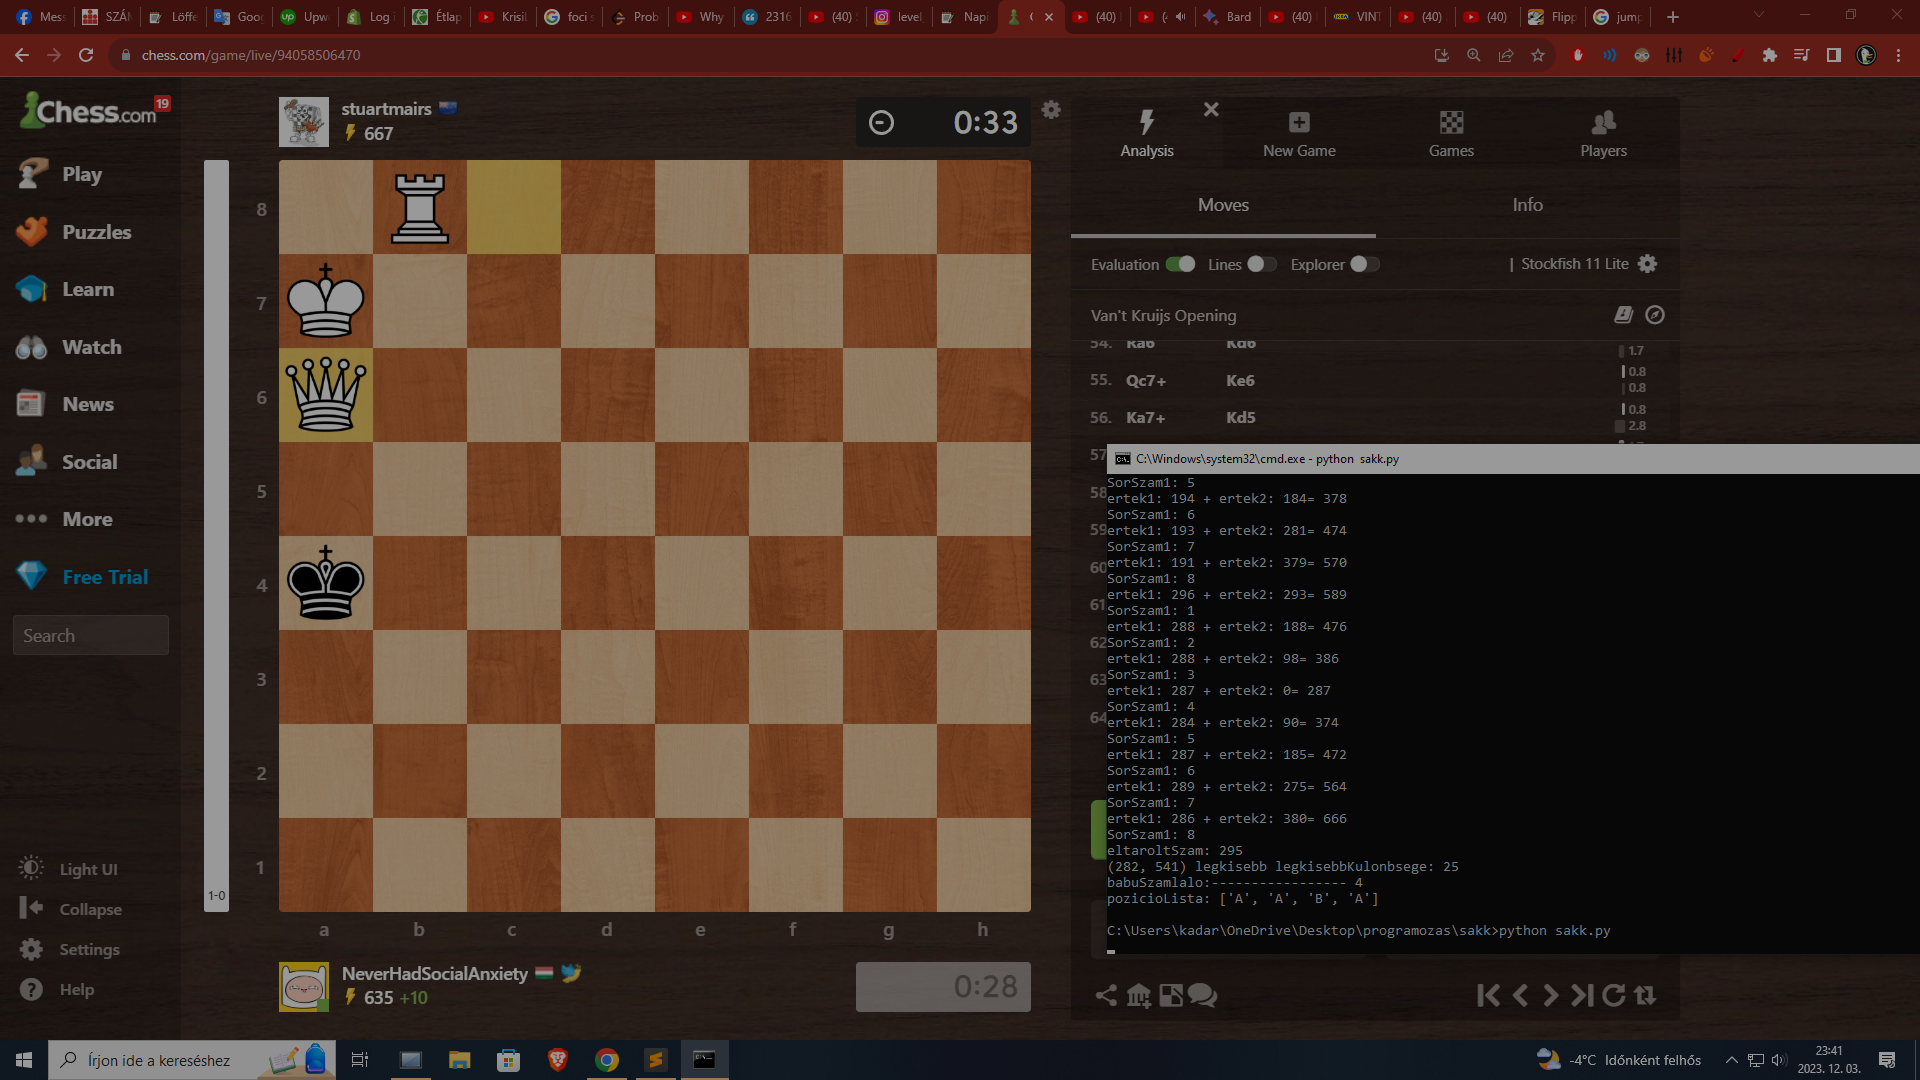 Mess
SZÁM
Löffe
Goog
Upw
Log i
Étlap
Krisil
foci s
Prob
Why
2316
(40) S
level
Napi
(40) I
(4
Bard
(40) I
VINT
(40)
(40)
Flipp
jump
chess.com/game/live/94058506470
Chess.com
19
Play
Puzzles
Learn
Watch
News
Social
More
Free Trial
Search
Light UI
Collapse
Settings
Help
stuartmairs
667
0:33
8
7
6
5
4
3
2
1
1-0
a b c d e f g h
NeverHadSocialAnxiety
635 +10
0:28
Analysis
New Game
Games
Players
Moves
Info
Evaluation
Lines
Explorer
| Stockfish 11 Lite
Van't Kruijs Opening
54. Ra6 Kd6
1.7
55. Qc7+ Ke6
0.8
0.8
56. Ka7+ Kd5
0.8
2.8
57
58
59
60
61
62
63
64
C:\Windows\system32\cmd.exe - python sakk.py
SorSzam1: 5
ertek1: 194 + ertek2: 184= 378
SorSzam1: 6
ertek1: 193 + ertek2: 281= 474
SorSzam1: 7
ertek1: 191 + ertek2: 379= 570
SorSzam1: 8
ertek1: 296 + ertek2: 293= 589
SorSzam1: 1
ertek1: 288 + ertek2: 188= 476
SorSzam1: 2
ertek1: 288 + ertek2: 98= 386
SorSzam1: 3
ertek1: 287 + ertek2: 0= 287
SorSzam1: 4
ertek1: 284 + ertek2: 90= 374
SorSzam1: 5
ertek1: 287 + ertek2: 185= 472
SorSzam1: 6
ertek1: 289 + ertek2: 275= 564
SorSzam1: 7
ertek1: 286 + ertek2: 380= 666
SorSzam1: 8
eltaroltSzam: 295
(282, 541) legkisebb legkisebbKulonbsege: 25
babuSzamlalo:----------------- 4
pozicioLista: ['A', 'A', 'B', 'A']
C:\Users\kadar\OneDrive\Desktop\programozas\sakk>python sakk.py
Írjon ide a kereséshez
-4°C Időnként felhős
23:41
2023. 12. 03.